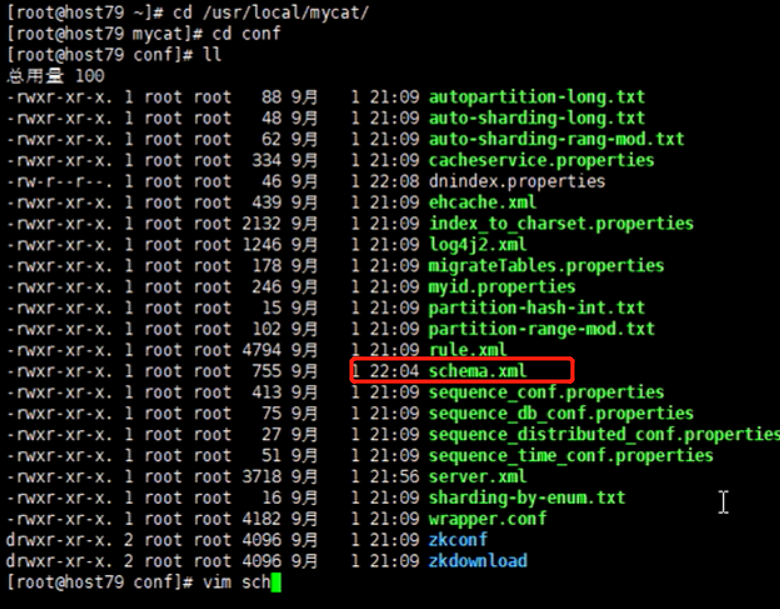 [root@host79 ~]# cd /usr/local/mycat/
[root@host79 mycat]# cd conf
[root@host79 conf]# ll
总用量 100
-rwxr-xr-x. 1 root root   88 9月   1 21:09 autopartition-long.txt
-rwxr-xr-x. 1 root root   48 9月   1 21:09 auto-sharding-long.txt
-rwxr-xr-x. 1 root root   62 9月   1 21:09 auto-sharding-rang-mod.txt
-rwxr-xr-x. 1 root root  334 9月   1 21:09 cacheservice.properties
-rw-r--r--. 1 root root   46 9月   1 22:08 dnindex.properties
-rwxr-xr-x. 1 root root  439 9月   1 21:09 ehcache.xml
-rwxr-xr-x. 1 root root 2132 9月   1 21:09 index_to_charset.properties
-rwxr-xr-x. 1 root root 1246 9月   1 21:09 log4j2.xml
-rwxr-xr-x. 1 root root  178 9月   1 21:09 migrateTables.properties
-rwxr-xr-x. 1 root root  246 9月   1 21:09 myid.properties
-rwxr-xr-x. 1 root root   15 9月   1 21:09 partition-hash-int.txt
-rwxr-xr-x. 1 root root  102 9月   1 21:09 partition-range-mod.txt
-rwxr-xr-x. 1 root root 4794 9月   1 21:09 rule.xml
-rwxr-xr-x. 1 root root  755 9月   1 22:04 schema.xml
-rwxr-xr-x. 1 root root  413 9月   1 21:09 sequence_conf.properties
-rwxr-xr-x. 1 root root   75 9月   1 21:09 sequence_db_conf.properties
-rwxr-xr-x. 1 root root   27 9月   1 21:09 sequence_distributed_conf.properties
-rwxr-xr-x. 1 root root   51 9月   1 21:09 sequence_time_conf.properties
-rwxr-xr-x. 1 root root 3718 9月   1 21:56 server.xml
-rwxr-xr-x. 1 root root   16 9月   1 21:09 sharding-by-enum.txt
-rwxr-xr-x. 1 root root 4182 9月   1 21:09 wrapper.conf
drwxr-xr-x. 2 root root 4096 9月   1 21:09 zkconf
drwxr-xr-x. 2 root root 4096 9月   1 21:09 zkdownload
[root@host79 conf]# vim sch